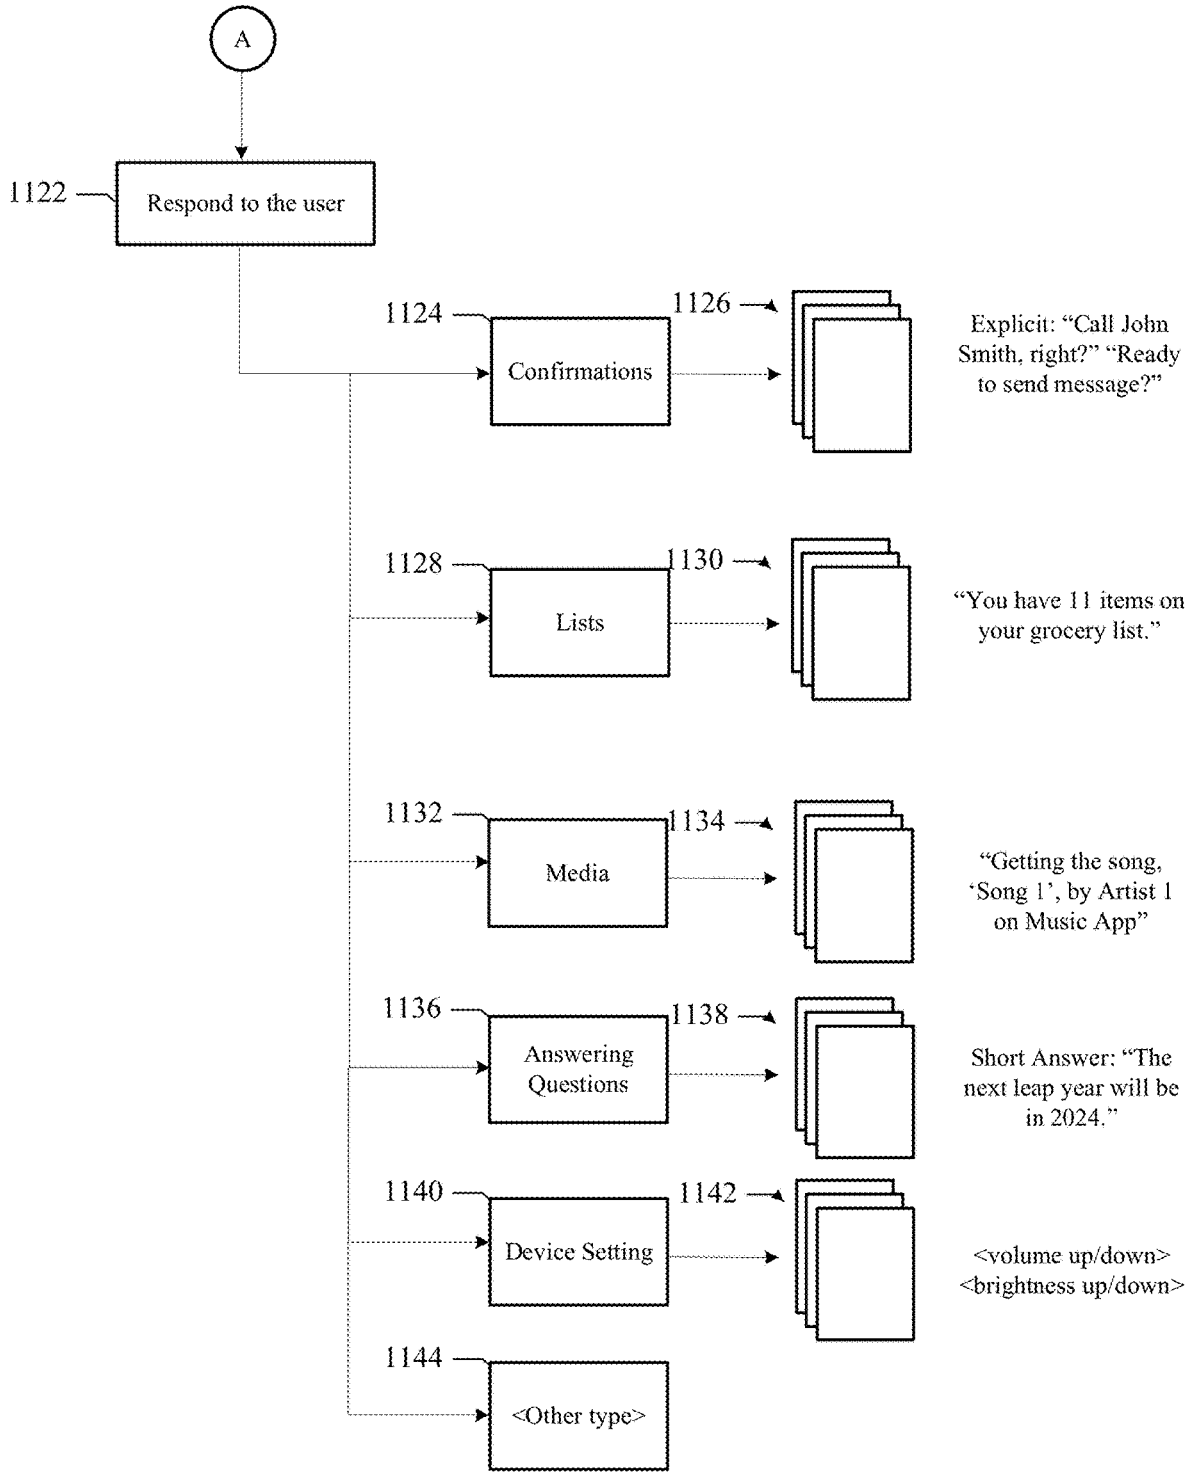 A
1122
Respond to the user
1124
1126
Confirmations
Explicit: “Call John
Smith, right?” “Ready
to send message?”
1128
1130
Lists
“You have 11 items on
your grocery list.”
1132
1134
Media
“Getting the song,
‘Song 1’, by Artist 1
on Music App”
1136
1138
Answering
Questions
Short Answer: “The
next leap year will be
in 2024.”
1140
1142
Device Setting
<volume up/down>
<brightness up/down>
1144
<Other type>